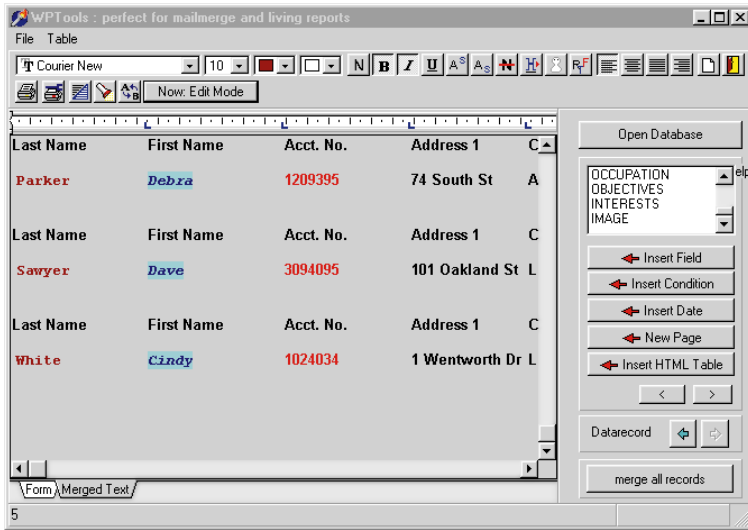 WPTools : perfect for mailmerge and living reports
File Table
Courier New 10 N B I U AS AS N RTF
Now: Edit Mode
Last Name First Name Acct. No. Address 1 C
Parker Debra 1209395 74 South St A
Last Name First Name Acct. No. Address 1 C
Sawyer Dave 3094095 101 Oakland St L
Last Name First Name Acct. No. Address 1 C
White Cindy 1024034 1 Wentworth Dr L
Form Merged Text
5
Open Database
elp
OCCUPATION
OBJECTIVES
INTERESTS
IMAGE
Insert Field
Insert Condition
Insert Date
New Page
Insert HTML Table
< >
Datarecord
merge all records